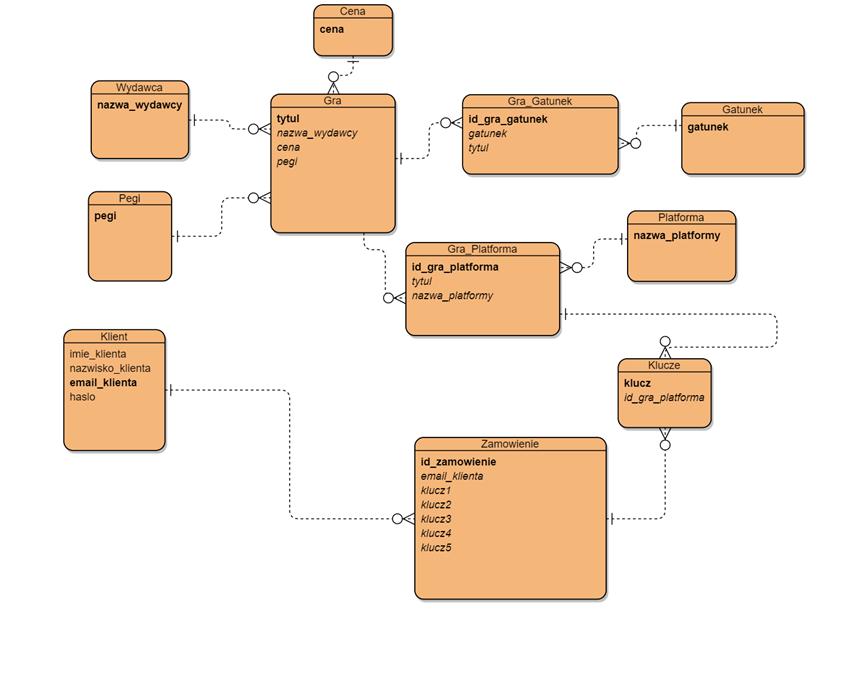 Cena
cena
Wydawca
nazwa_wydawcy
Gra
tytul
nazwa_wydawcy
cena
pegi
Gra_Gatunek
id_gra_gatunek
gatunek
tytul
Gatunek
gatunek
Pegi
pegi
Platforma
nazwa_platformy
Gra_Platforma
id_gra_platforma
tytul
nazwa_platformy
Klient
imie_klienta
nazwisko_klienta
email_klienta
haslo
Klucze
klucz
id_gra_platforma
Zamowienie
id_zamowienie
email_klienta
klucz1
klucz2
klucz3
klucz4
klucz5